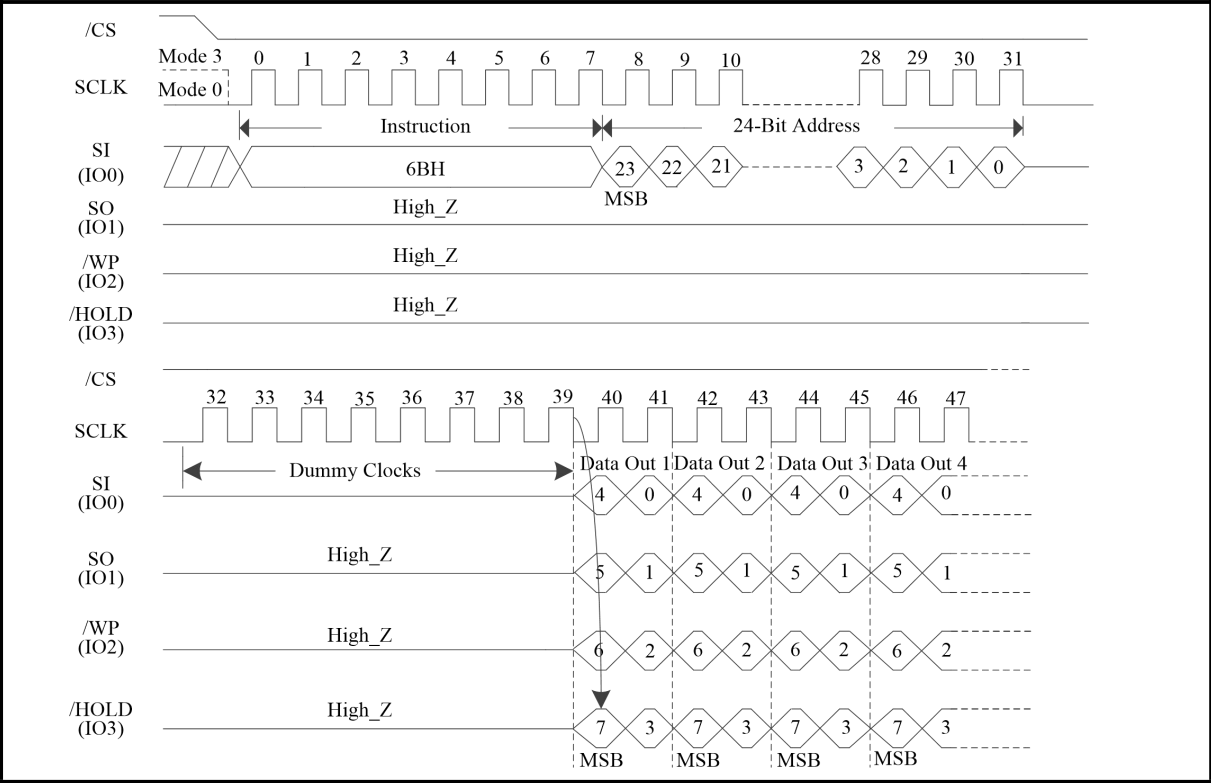 /CS
Mode 3 0 1 2 3 4 5 6 7 8 9 10 28 29 30 31
SCLK Mode 0
Instruction 24-Bit Address
SI
(IO0) 6BH 23 22 21 3 2 1 0
MSB
SO High_Z
(IO1)
/WP High_Z
(IO2)
/HOLD High_Z
(IO3)
/CS
32 33 34 35 36 37 38 39 40 41 42 43 44 45 46 47
SCLK
Dummy Clocks Data Out 1 Data Out 2 Data Out 3 Data Out 4
SI
(IO0) 4 0 4 0 4 0 4 0
SO High_Z
(IO1) 5 1 5 1 5 1 5 1
/WP High_Z
(IO2) 6 2 6 2 6 2 6 2
/HOLD High_Z
(IO3) 7 3 7 3 7 3 7 3
MSB MSB MSB MSB